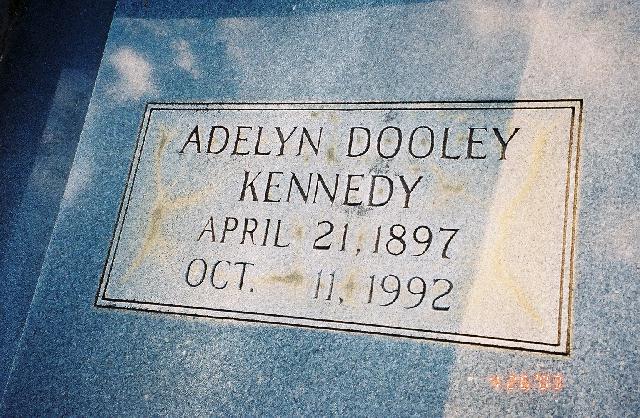 ADELYN DOOLEY
KENNEDY
APRIL 21, 1897
OCT. 11, 1992